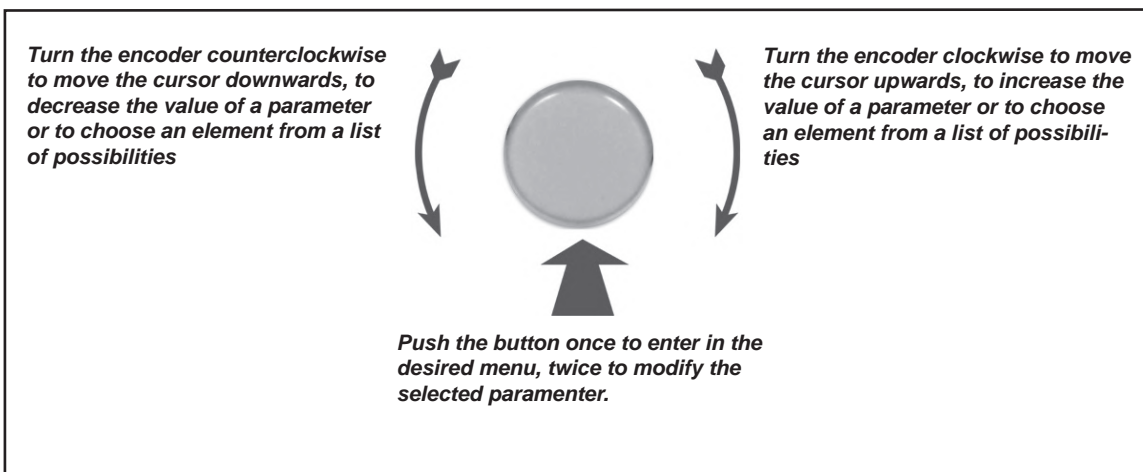 Turn the encoder counterclockwise
to move the cursor downwards, to
decrease the value of a parameter
or to choose an element from a list
of possibilities
Turn the encoder clockwise to move
the cursor upwards, to increase the
value of a parameter or to choose
an element from a list of possibili-
ties
Push the button once to enter in the
desired menu, twice to modify the
selected paramenter.